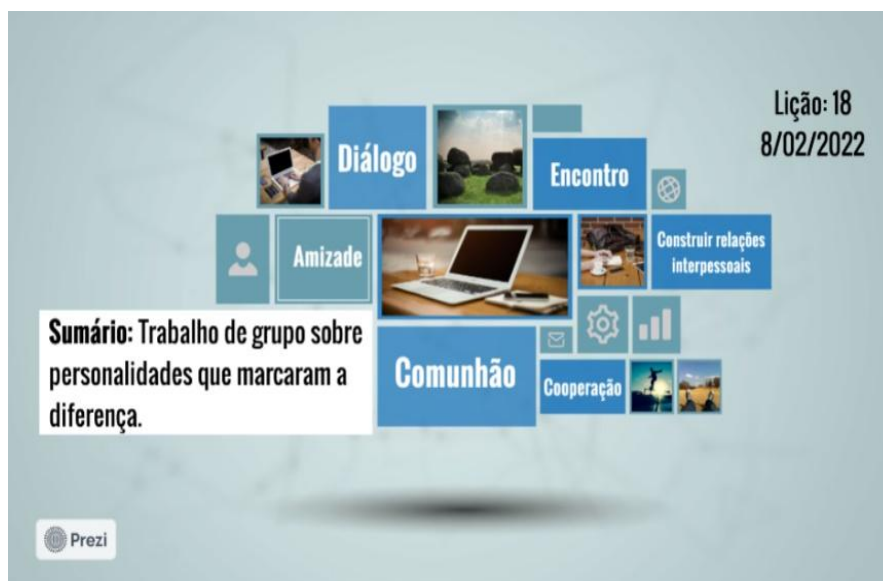 Lição: 18
8/02/2022
Diálogo
Encontro
Amizade
Construir relações
interpessoais
Sumário: Trabalho de grupo sobre
personalidades que marcaram a
diferença.
Comunhão
Cooperação
Prezi